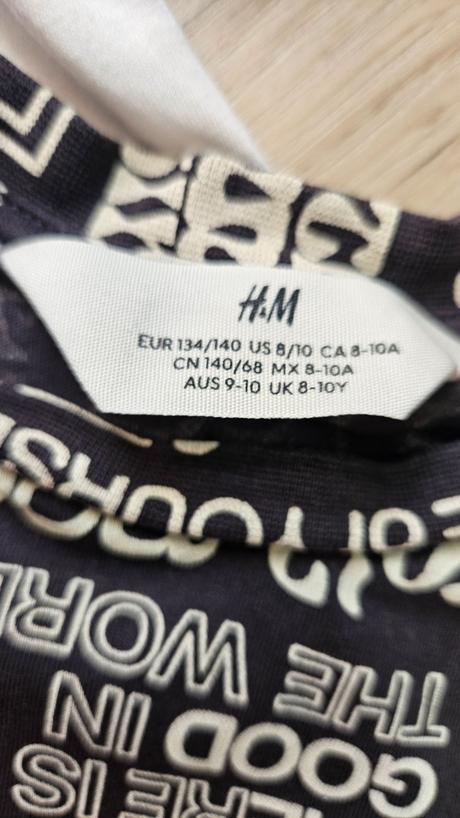 H&M
EUR 134/140 US 8/10 CA 8-10A
CN 140/68 MX 8-10A
AUS 9-10 UK 8-10Y
IS
GOOD IN
THE